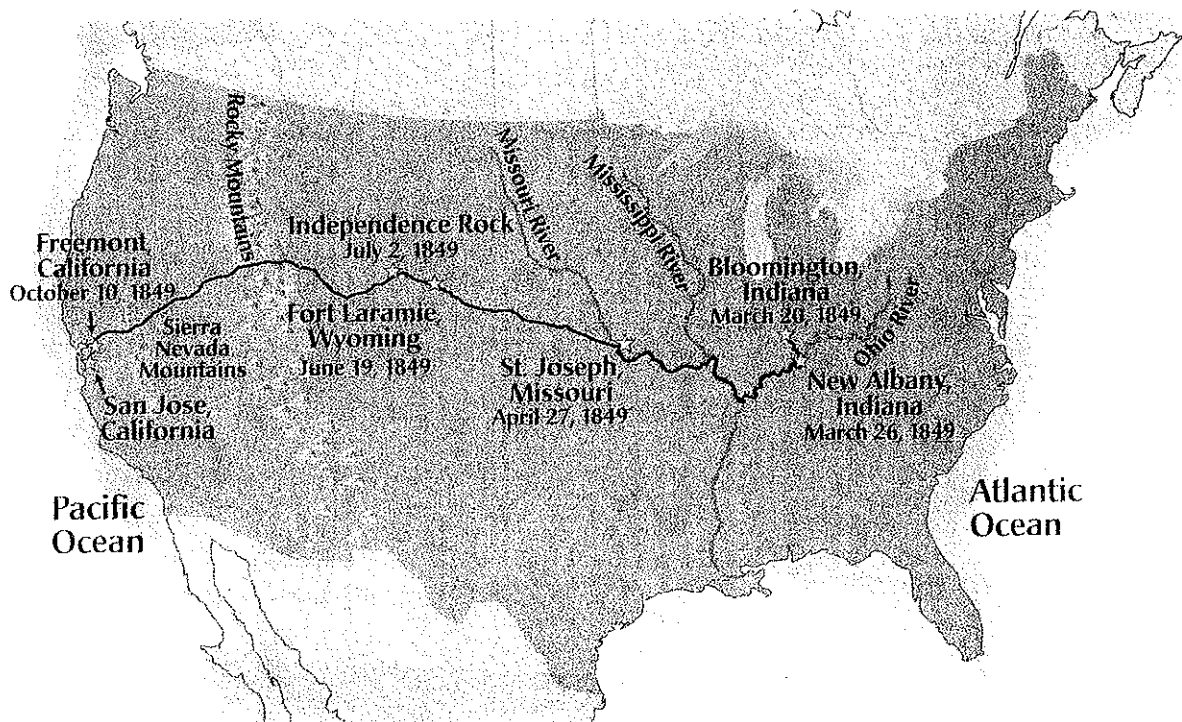 Rocky Mountains
Missouri River
Mississippi River
Independence Rock
July 2, 1849
Freemont,
California
October 10, 1849
Bloomington,
Indiana
March 20, 1849
Ohio River
Fort Laramie,
Wyoming
June 19, 1849
Sierra
Nevada
Mountains
St. Joseph,
Missouri
April 27, 1849
New Albany,
Indiana
March 26, 1849
San Jose,
California
Pacific
Ocean
Atlantic
Ocean